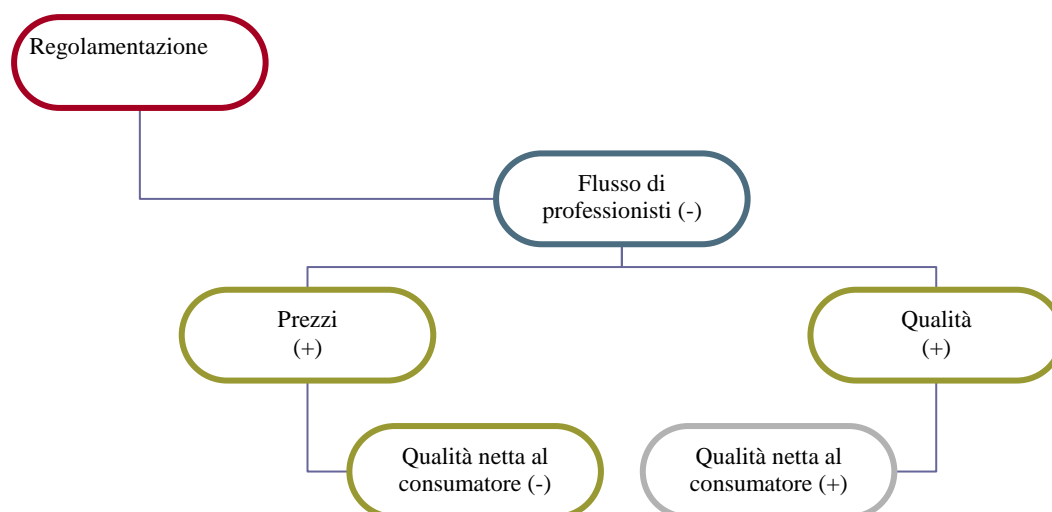 Regolamentazione
Flusso di
professionisti (-)
Prezzi
(+)
Qualità
(+)
Qualità netta al
consumatore (-)
Qualità netta al
consumatore (+)